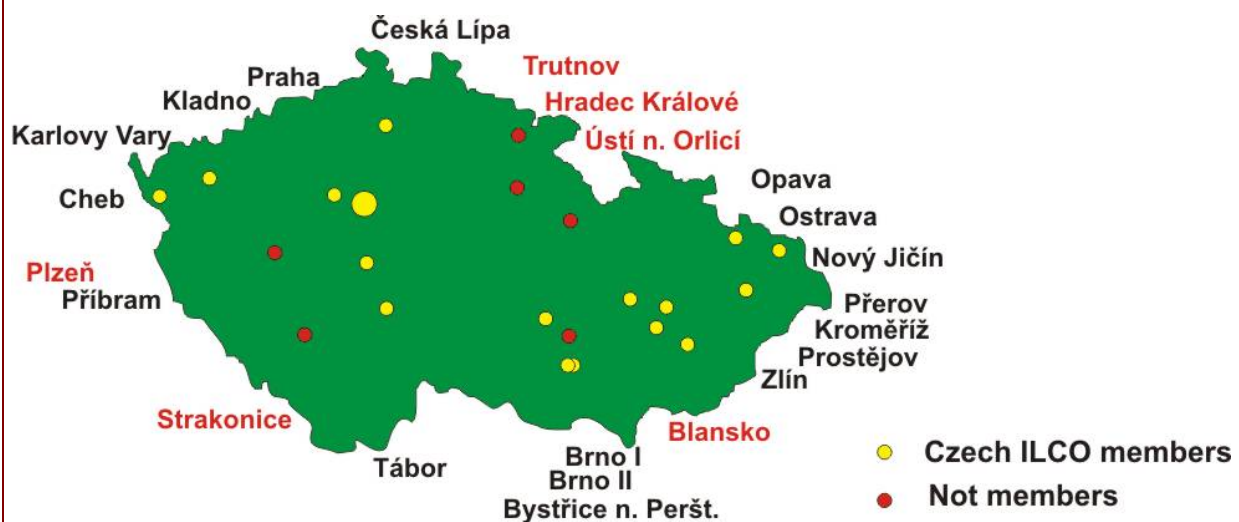 Česká Lípa
Trutnov
Praha
Hradec Králové
Kladno
Ústí n. Orlicí
Karlovy Vary
Opava
Cheb
Ostrava
Nový Jičín
Plzeň
Příbram
Přerov
Kroměříž
Prostějov
Zlín
Strakonice
Blansko
Tábor
Brno I
Brno II
Bystřice n. Peršt.
Czech ILCO members
Not members